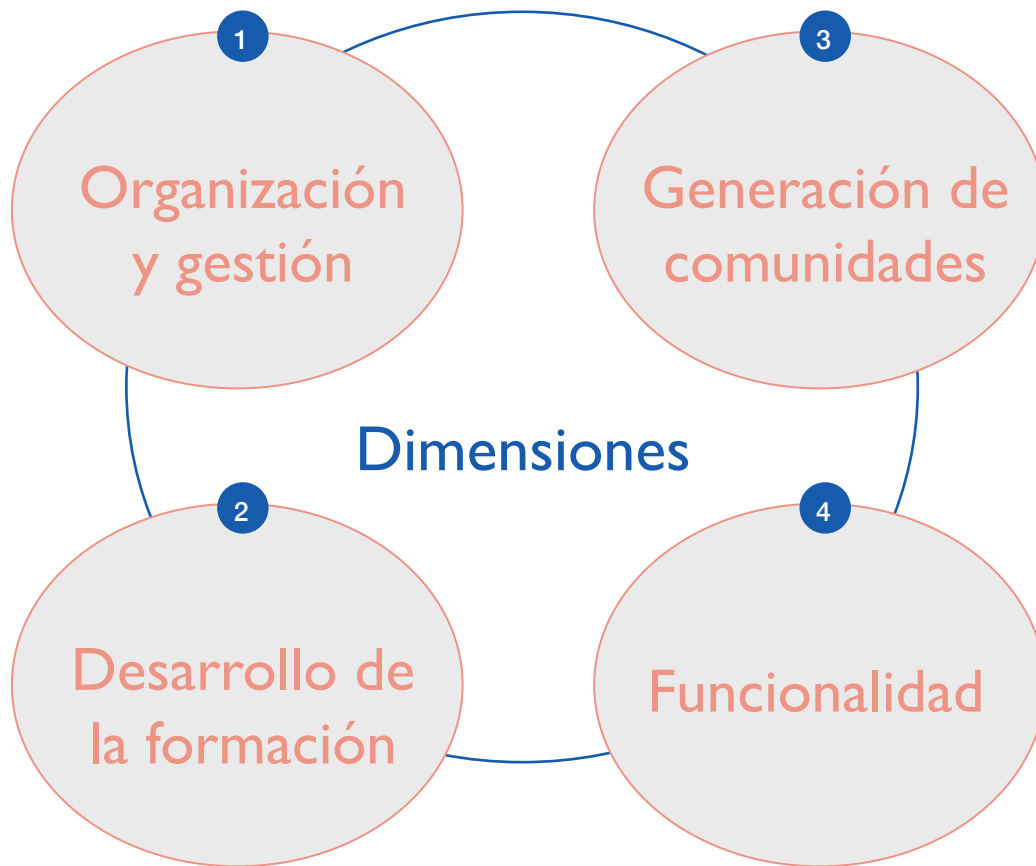 1
Organización
y gestión
2
Desarrollo de
la formación
3
Generación de
comunidades
4
Funcionalidad
Dimensiones